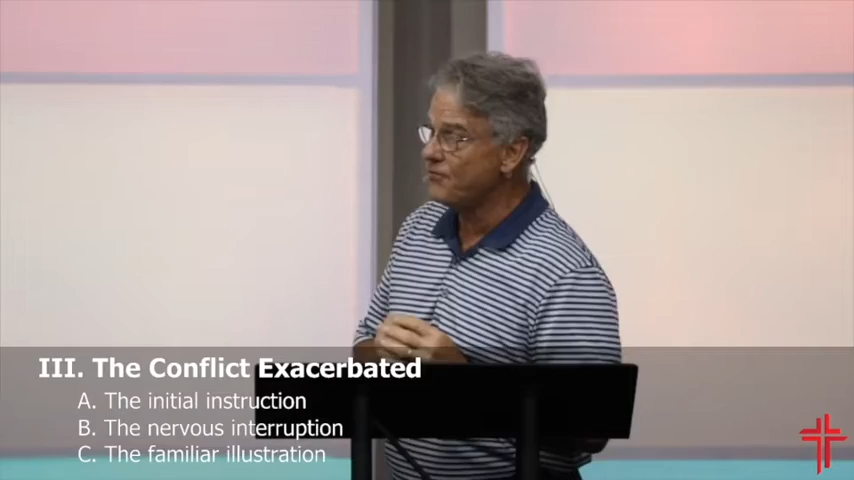 III. The Conflict Exacerbated
A. The initial instruction
B. The nervous interruption
C. The familiar illustration